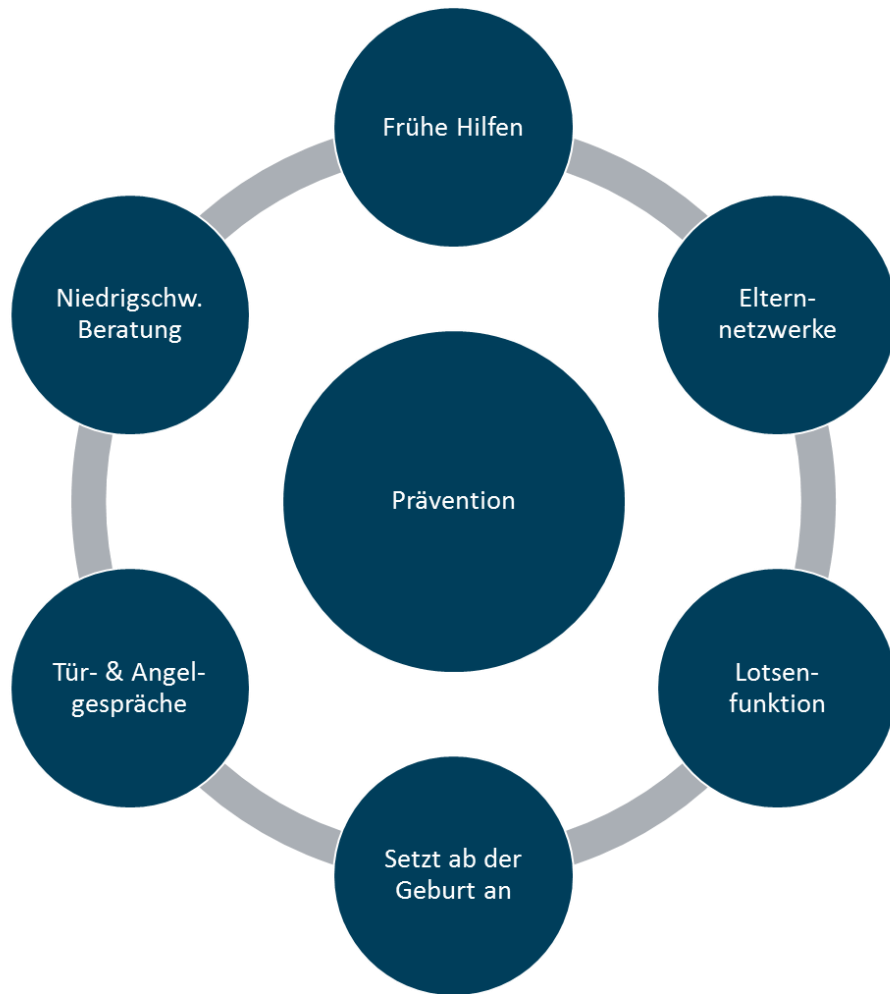 Frühe Hilfen
Eltern-
netzwerke
Lotsen-
funktion
Setzt ab der
Geburt an
Tür- & Angel-
gespräche
Niedrigschw.
Beratung
Prävention